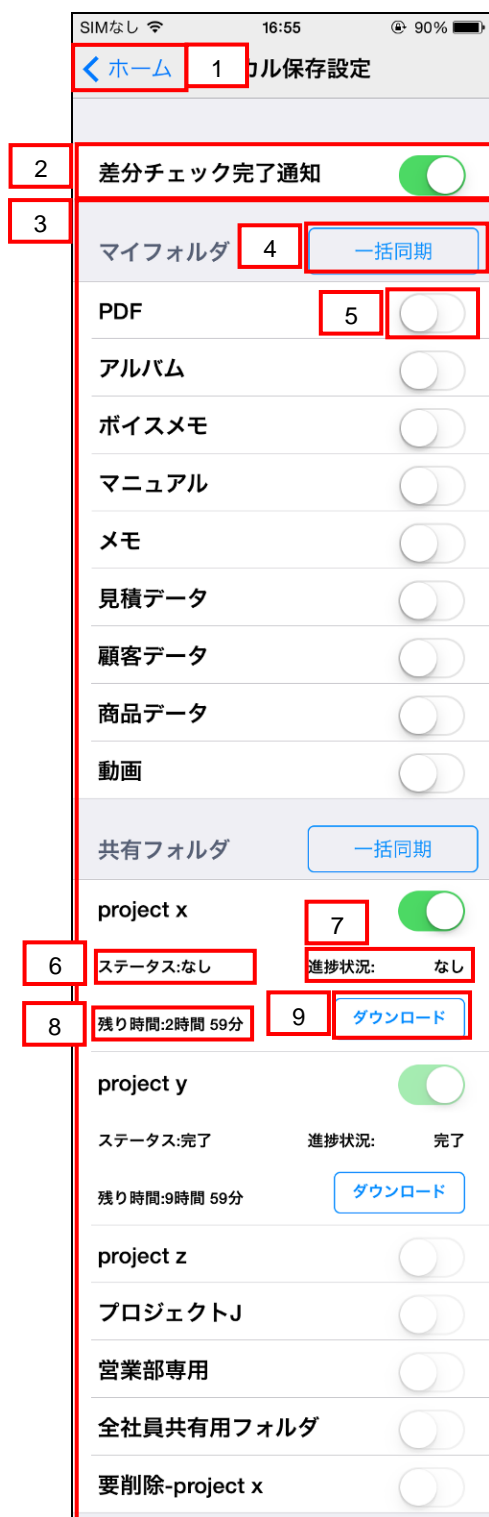 SIMなし 16:55 90%
ホーム 1 カル保存設定
2 差分チェック完了通知
3
マイフォルダ 4 一括同期
PDF 5
アルバム
ボイスメモ
マニュアル
メモ
見積データ
顧客データ
商品データ
動画
共有フォルダ 一括同期
project x
7
6 ステータス:なし 進捗状況: なし
8 残り時間:2時間 59分 9 ダウンロード
project y
ステータス:完了 進捗状況: 完了
残り時間:9時間 59分 ダウンロード
project z
プロジェクトJ
営業部専用
全社員共有用フォルダ
要削除-project x